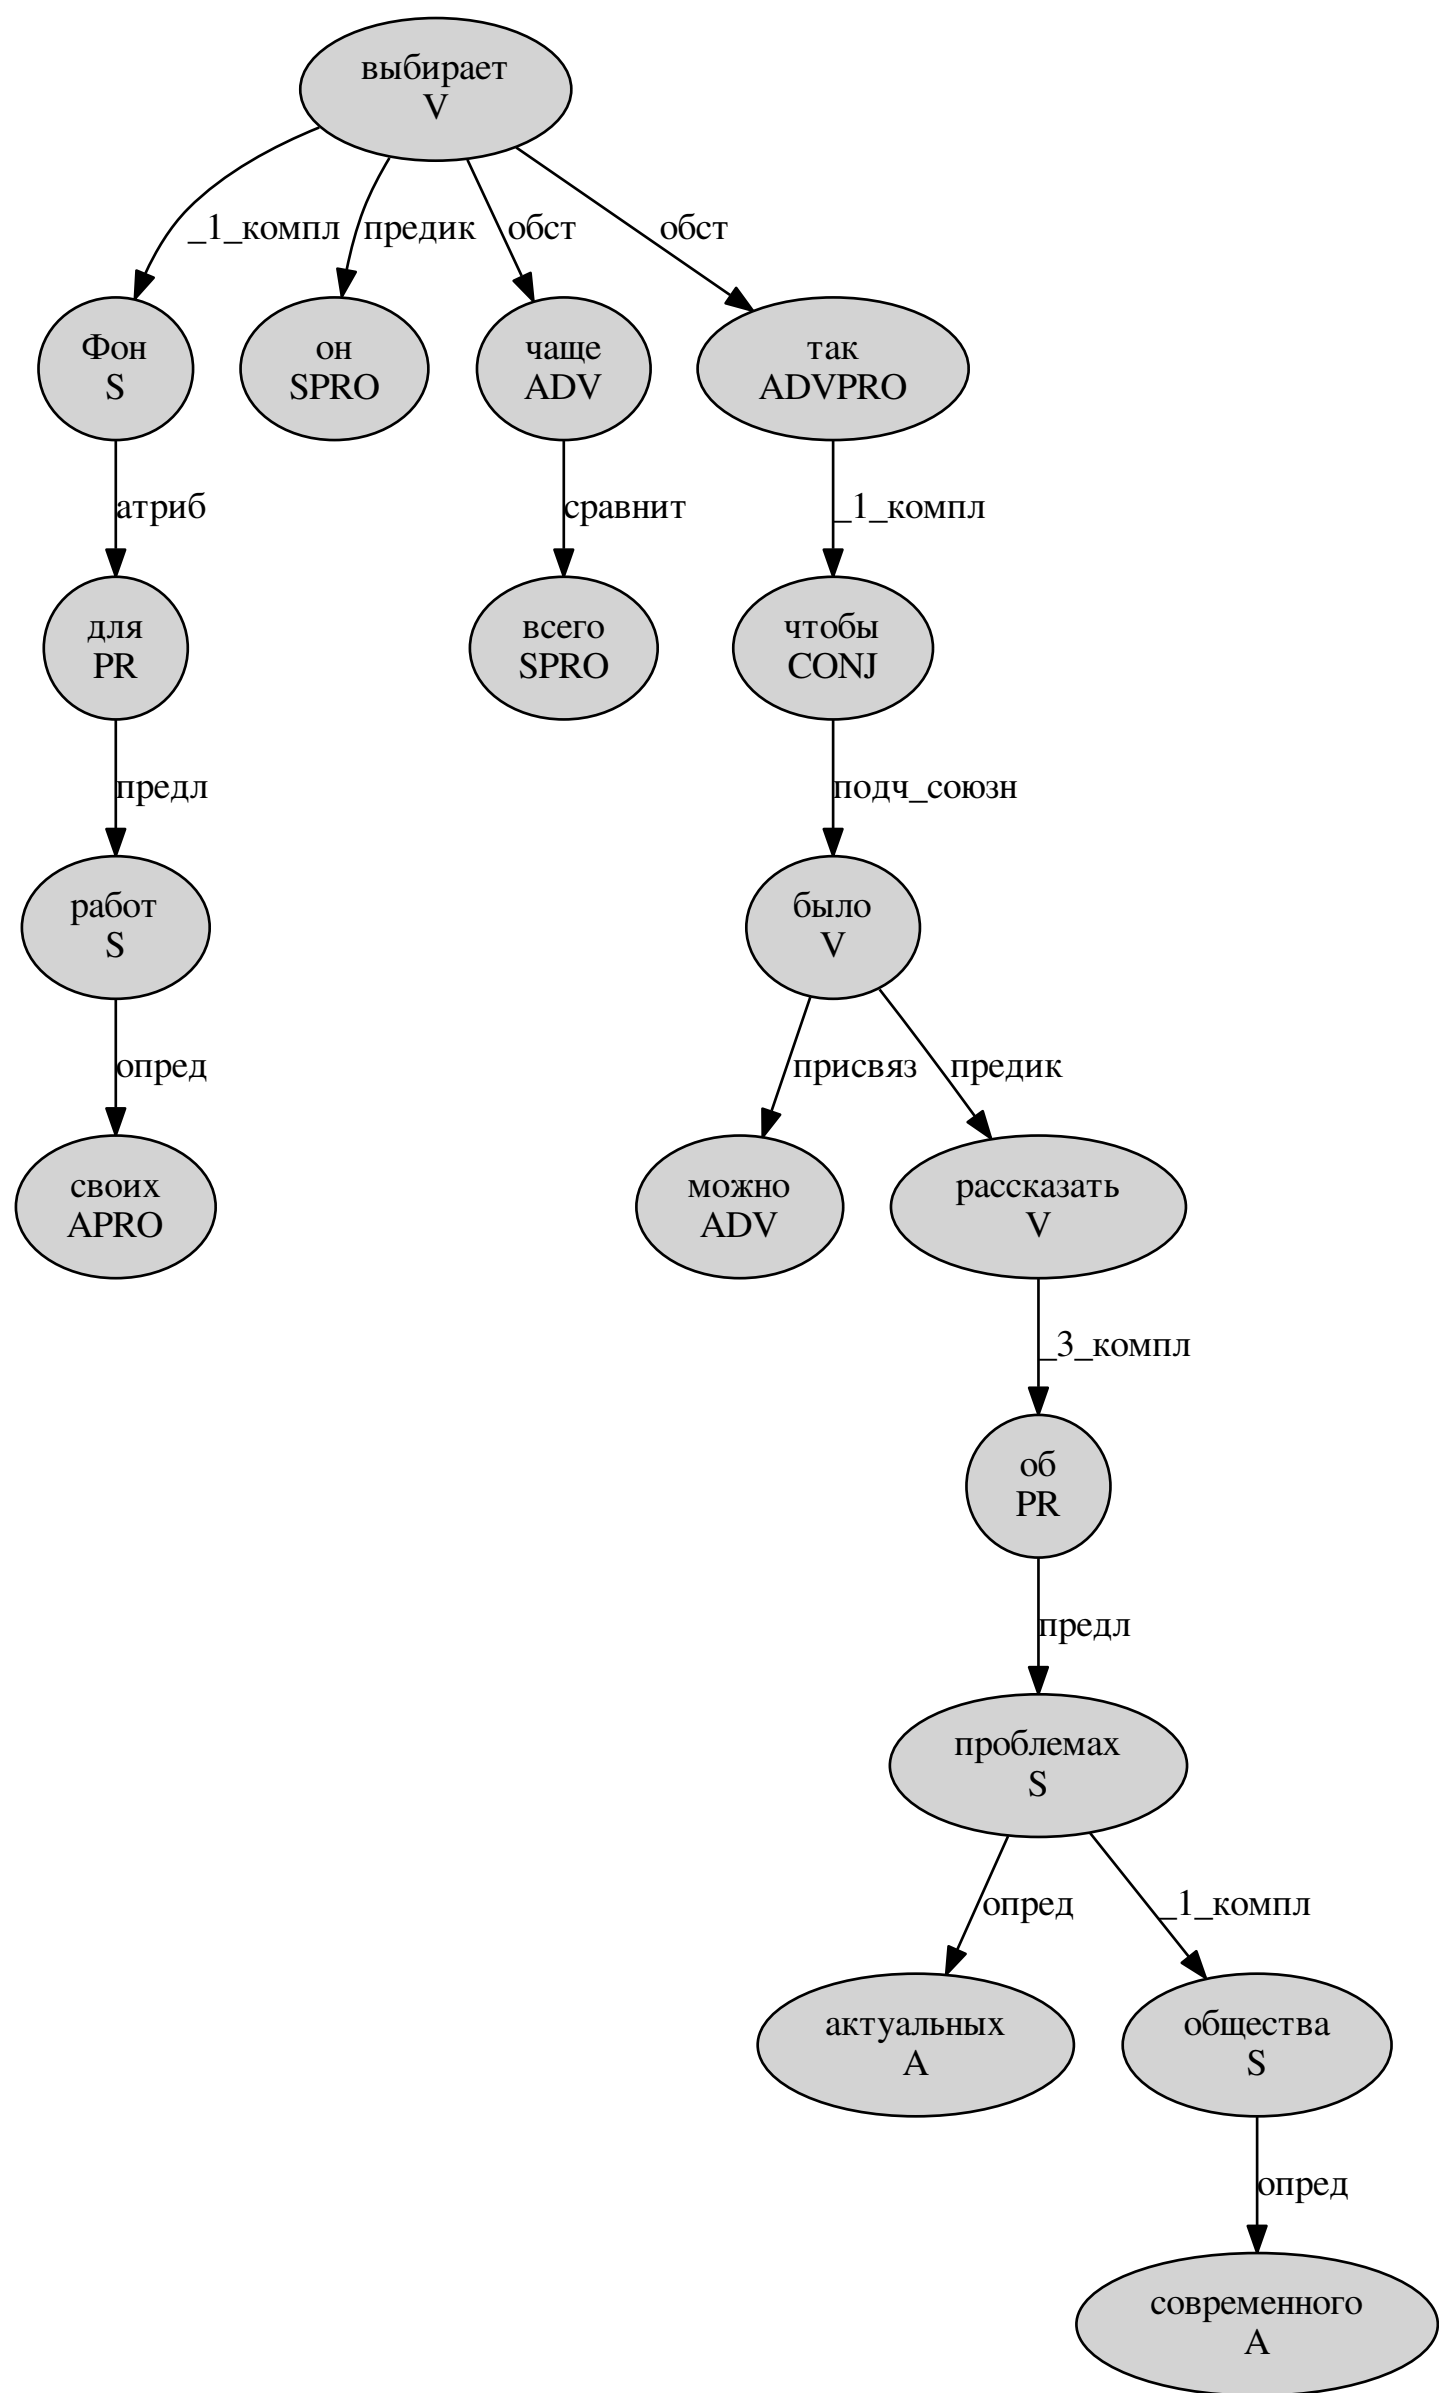 выбирает
V
_1_компл
предик
обст
обст
Фон
S
он
SPRO
чаще
ADV
так
ADVPRO
атриб
сравнит
_1_компл
для
PR
всего
SPRO
чтобы
CONJ
предл
подч_союзн
работ
S
было
V
опред
присвяз
предик
своих
APRO
можно
ADV
рассказать
V
_3_компл
об
PR
предл
проблемах
S
опред
_1_компл
актуальных
A
общества
S
опред
современного
A